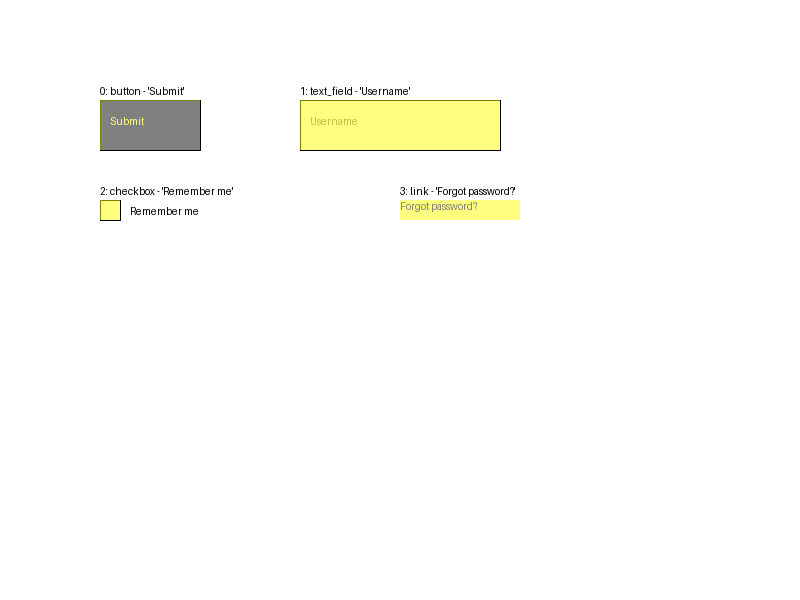 0: button - 'Submit'
1: text_field - 'Username'
Submit
Username
2: checkbox - 'Remember me'
3: link - 'Forgot password?'
Remember me
Forgot password?